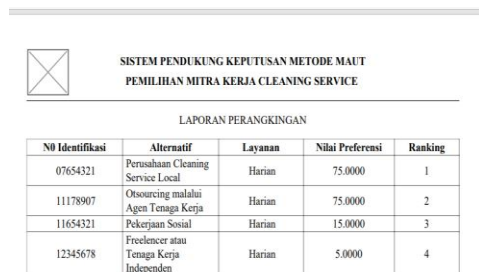 SISTEM PENDUKUNG KEPUTUSAN METODE MAUT
PEMILIHAN MITRA KERJA CLEANING SERVICE
LAPORAN PERANGKINGAN
N0 Identifikasi Alternatif Layanan Nilai Preferensi Ranking
07654321 Perusahaan Cleaning Service Local Harian 75.0000 1
11178907 Otsourcing malalui Agen Tenaga Kerja Harian 75.0000 2
11654321 Pekerjaan Sosial Harian 15.0000 3
12345678 Freelencer atau Tenaga Kerja Independen Harian 5.0000 4